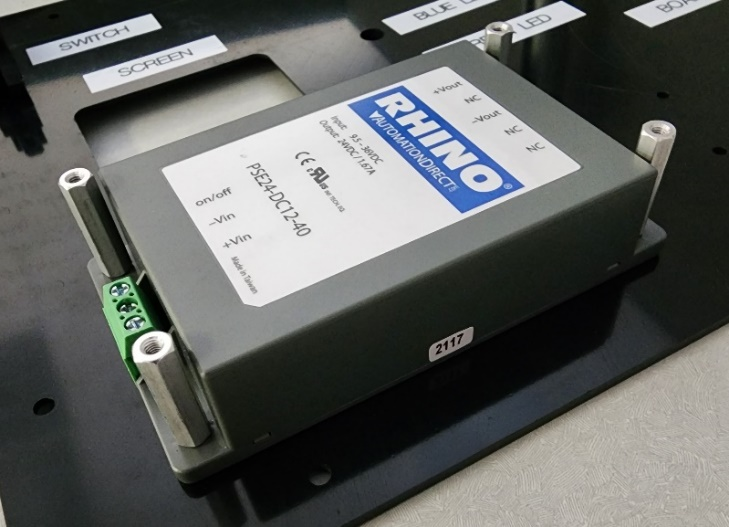 SWITCH
SCREEN
BLUE
LED
RHINO
AUTOMATIONDIRECT
+Vout
NC
-Vout
NC
NC
Input: 9.5-36VDC
Output: 24VDC/1.67A
CE
PSE24-DC12-40
on/off
-Vin
+Vin
Made in Taiwan
2117